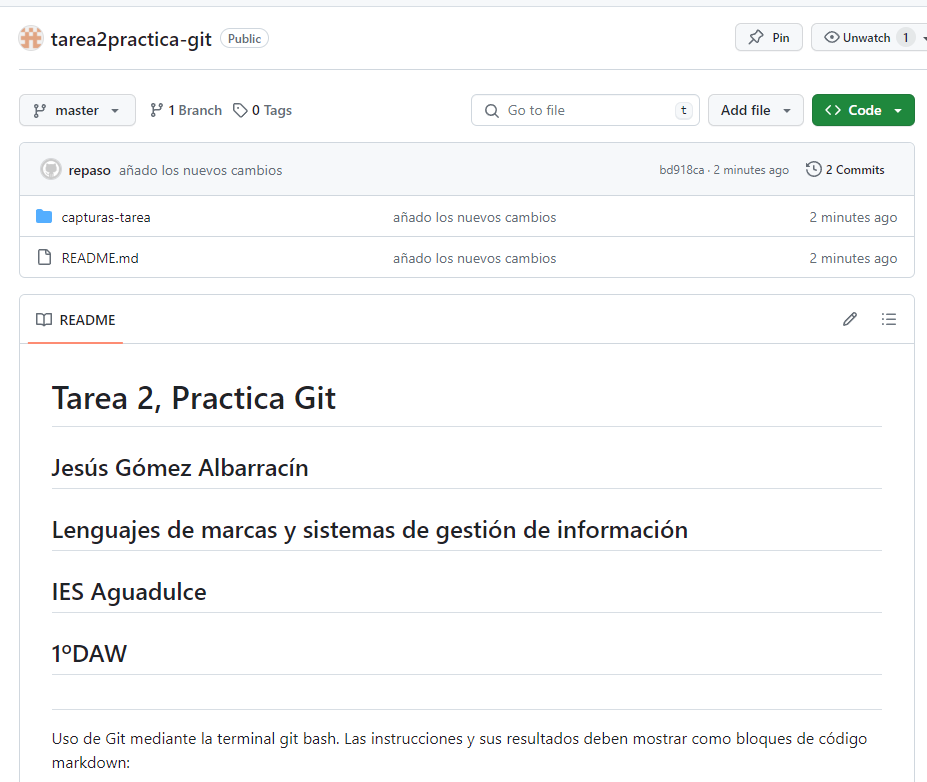 tarea2practica-git Public Pin Unwatch 1
master 1 Branch 0 Tags Go to file t Add file Code
repaso añado los nuevos cambios bd918ca · 2 minutes ago 2 Commits
capturas-tarea añado los nuevos cambios 2 minutes ago
README.md añado los nuevos cambios 2 minutes ago
README
Tarea 2, Practica Git
Jesús Gómez Albarracín
Lenguajes de marcas y sistemas de gestión de información
IES Aguadulce
1ºDAW
Uso de Git mediante la terminal git bash. Las instrucciones y sus resultados deben mostrar como bloques de código
markdown: